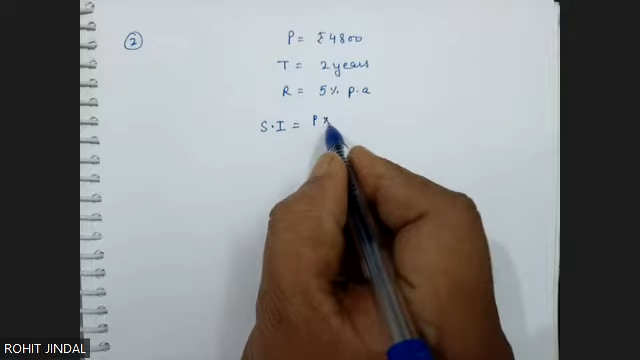 2
P = ₹4800
T = 2 years
R = 5% p.a
S.I = P x
ROHIT JINDAL